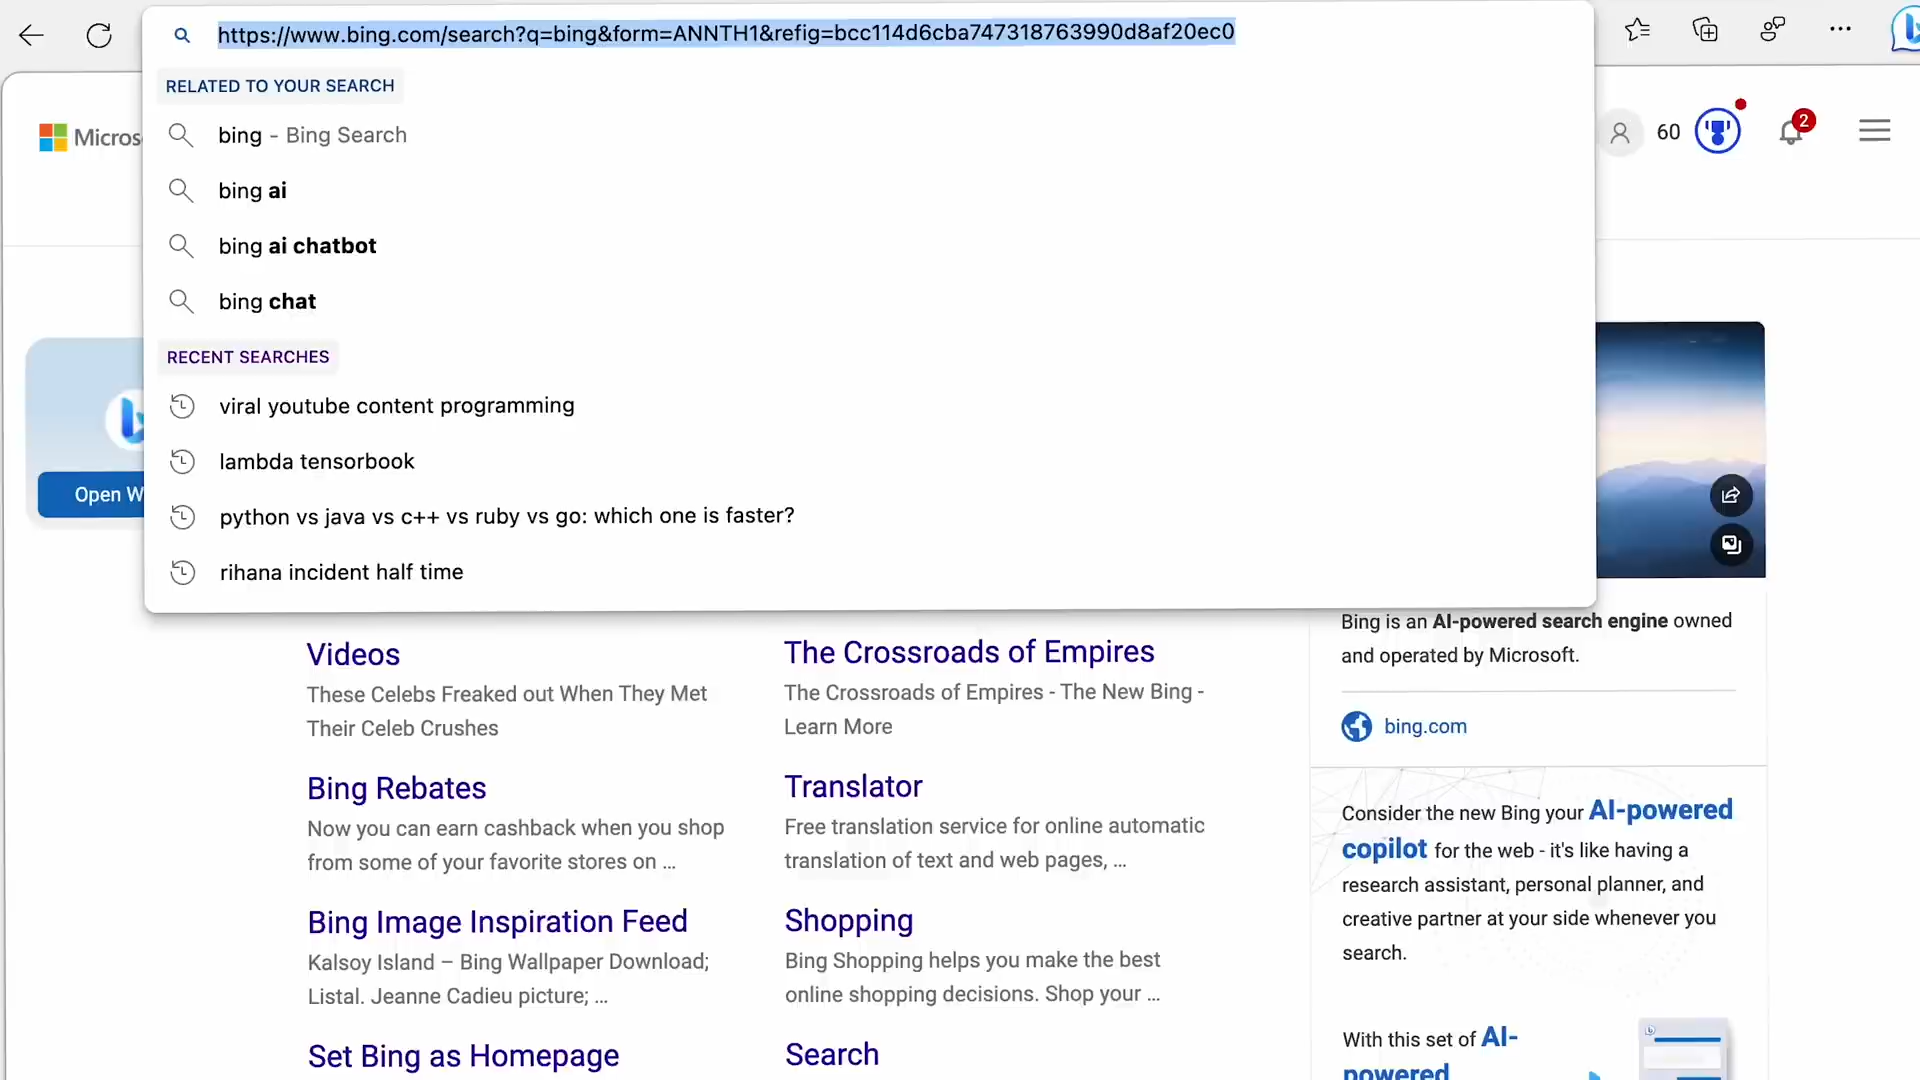 https://www.bing.com/search?q=bing&form=ANNTH1&refig=bcc114d6cba747318763990d8af20ec0
RELATED TO YOUR SEARCH
bing - Bing Search
bing ai
bing ai chatbot
bing chat
RECENT SEARCHES
viral youtube content programming
lambda tensorbook
python vs java vs c++ vs ruby vs go: which one is faster?
rihana incident half time
Micros
60
2
Open W
Videos
These Celebs Freaked out When They Met
Their Celeb Crushes
Bing Rebates
Now you can earn cashback when you shop
from some of your favorite stores on ...
Bing Image Inspiration Feed
Kalsoy Island – Bing Wallpaper Download;
Listal. Jeanne Cadieu picture; ...
Set Bing as Homepage
The Crossroads of Empires
The Crossroads of Empires - The New Bing -
Learn More
Translator
Free translation service for online automatic
translation of text and web pages, ...
Shopping
Bing Shopping helps you make the best
online shopping decisions. Shop your ...
Search
Bing is an AI-powered search engine owned
and operated by Microsoft.
bing.com
Consider the new Bing your AI-powered
copilot for the web - it's like having a
research assistant, personal planner, and
creative partner at your side whenever you
search.
With this set of AI-
powered